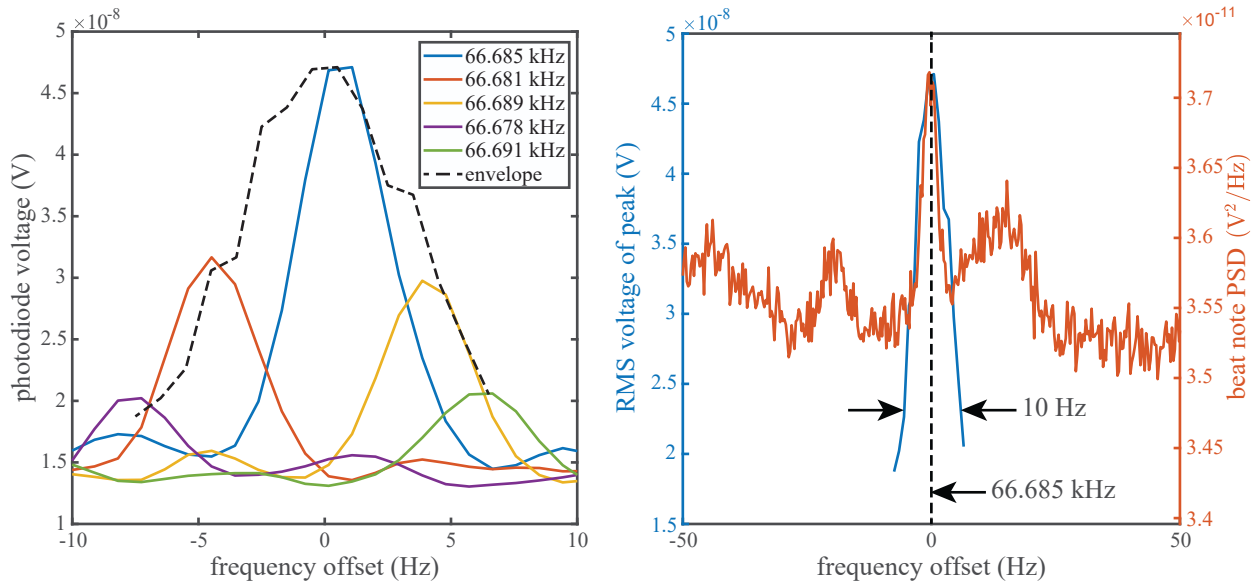 ×10⁻⁸
5
4.5
4
3.5
3
2.5
2
1.5
1
photodiode voltage (V)
66.685 kHz
66.681 kHz
66.689 kHz
66.678 kHz
66.691 kHz
envelope
-10
-5
0
5
10
frequency offset (Hz)
×10⁻⁸
5
4.5
4
3.5
3
2.5
2
1.5
RMS voltage of peak (V)
10 Hz
66.685 kHz
×10⁻¹¹
3.7
3.65
3.6
3.55
3.5
3.45
3.4
beat note PSD (V²/Hz)
-50
0
50
frequency offset (Hz)